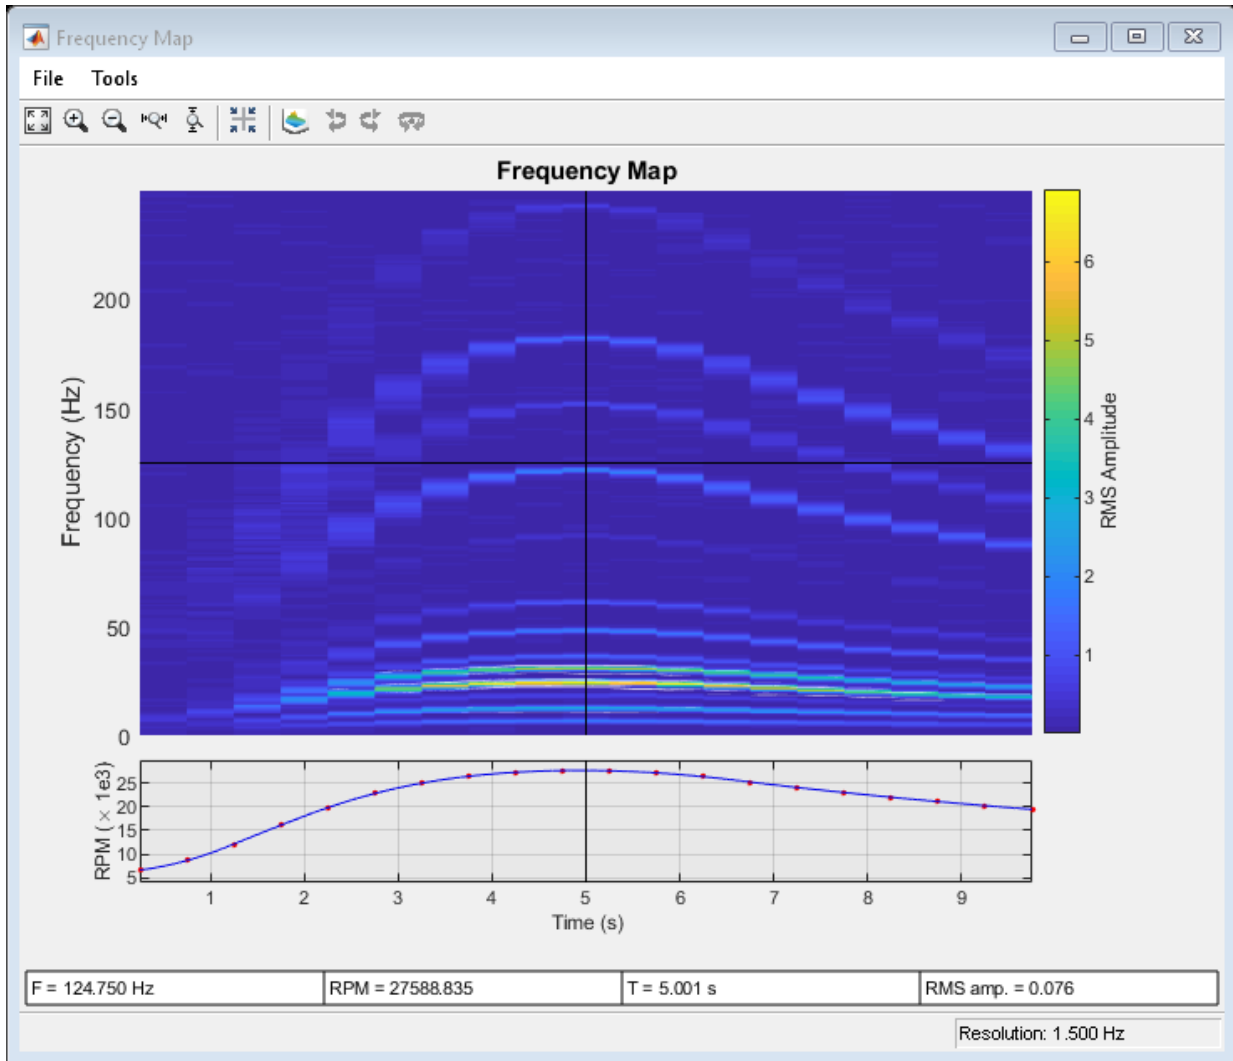 Frequency Map
File Tools
Frequency Map
Frequency (Hz)
200
150
100
50
0
6
5
4
3
2
1
RMS Amplitude
RPM ( × 1e3)
25
20
15
10
5
1 2 3 4 5 6 7 8 9
Time (s)
F = 124.750 Hz RPM = 27588.835 T = 5.001 s RMS amp. = 0.076
Resolution: 1.500 Hz